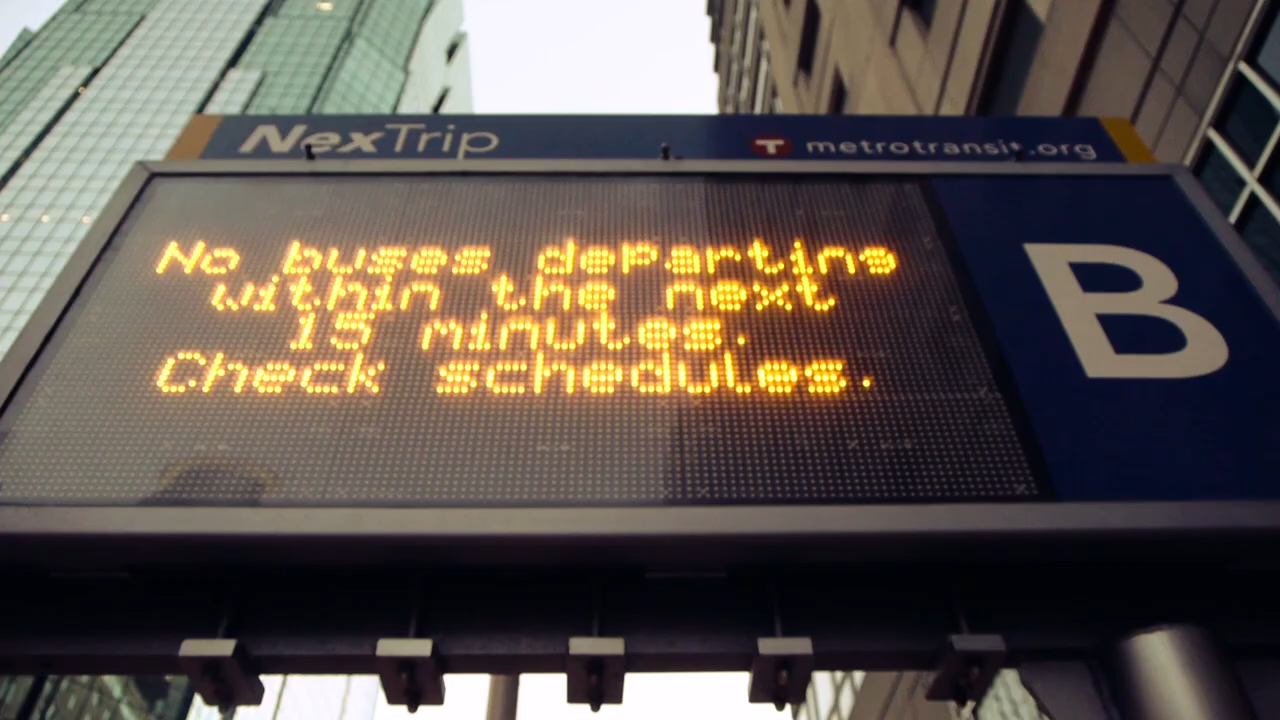 NexTrip
T metrotransit.org
No buses departing
within the next
15 minutes.
Check schedules.
B